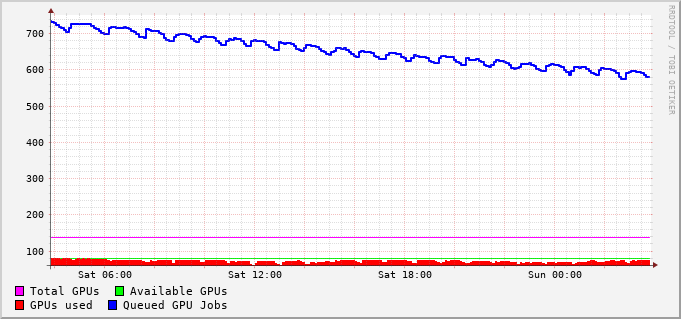 700
600
500
400
300
200
100
Sat 06:00 Sat 12:00 Sat 18:00 Sun 00:00
Total GPUs Available GPUs
GPUs used Queued GPU Jobs
RRDTOOL / TOBI OETIKER